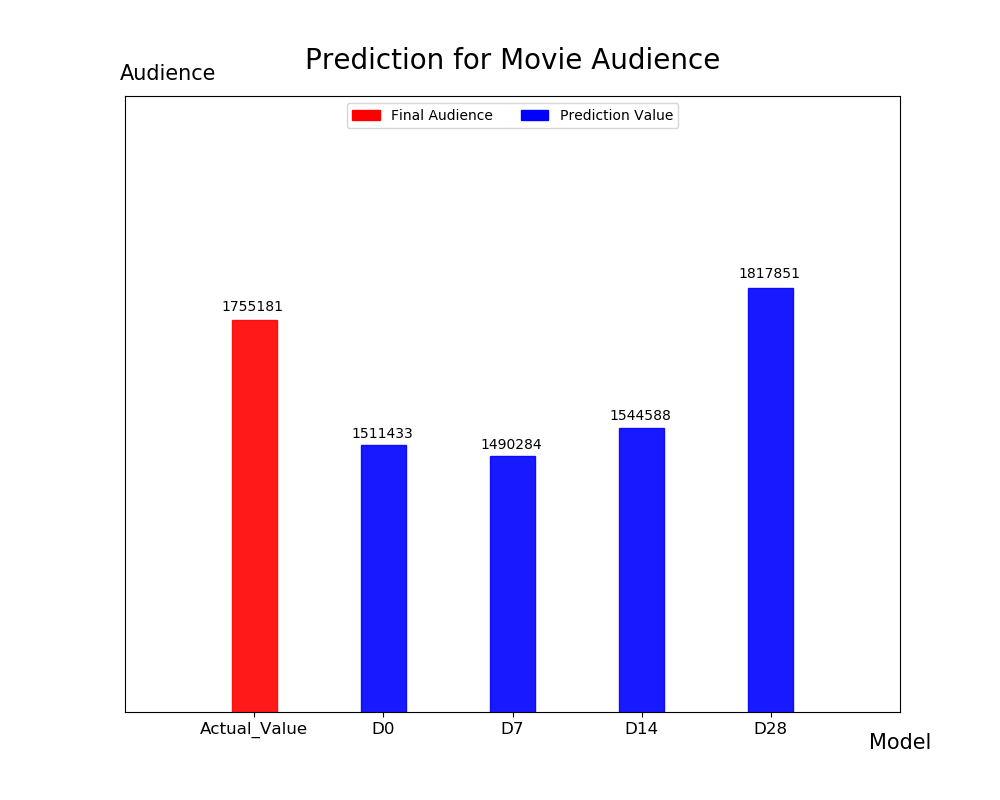 Prediction for Movie Audience
Audience
Final Audience
Prediction Value
1755181
1511433
1490284
1544588
1817851
Actual_Value
D0
D7
D14
D28
Model